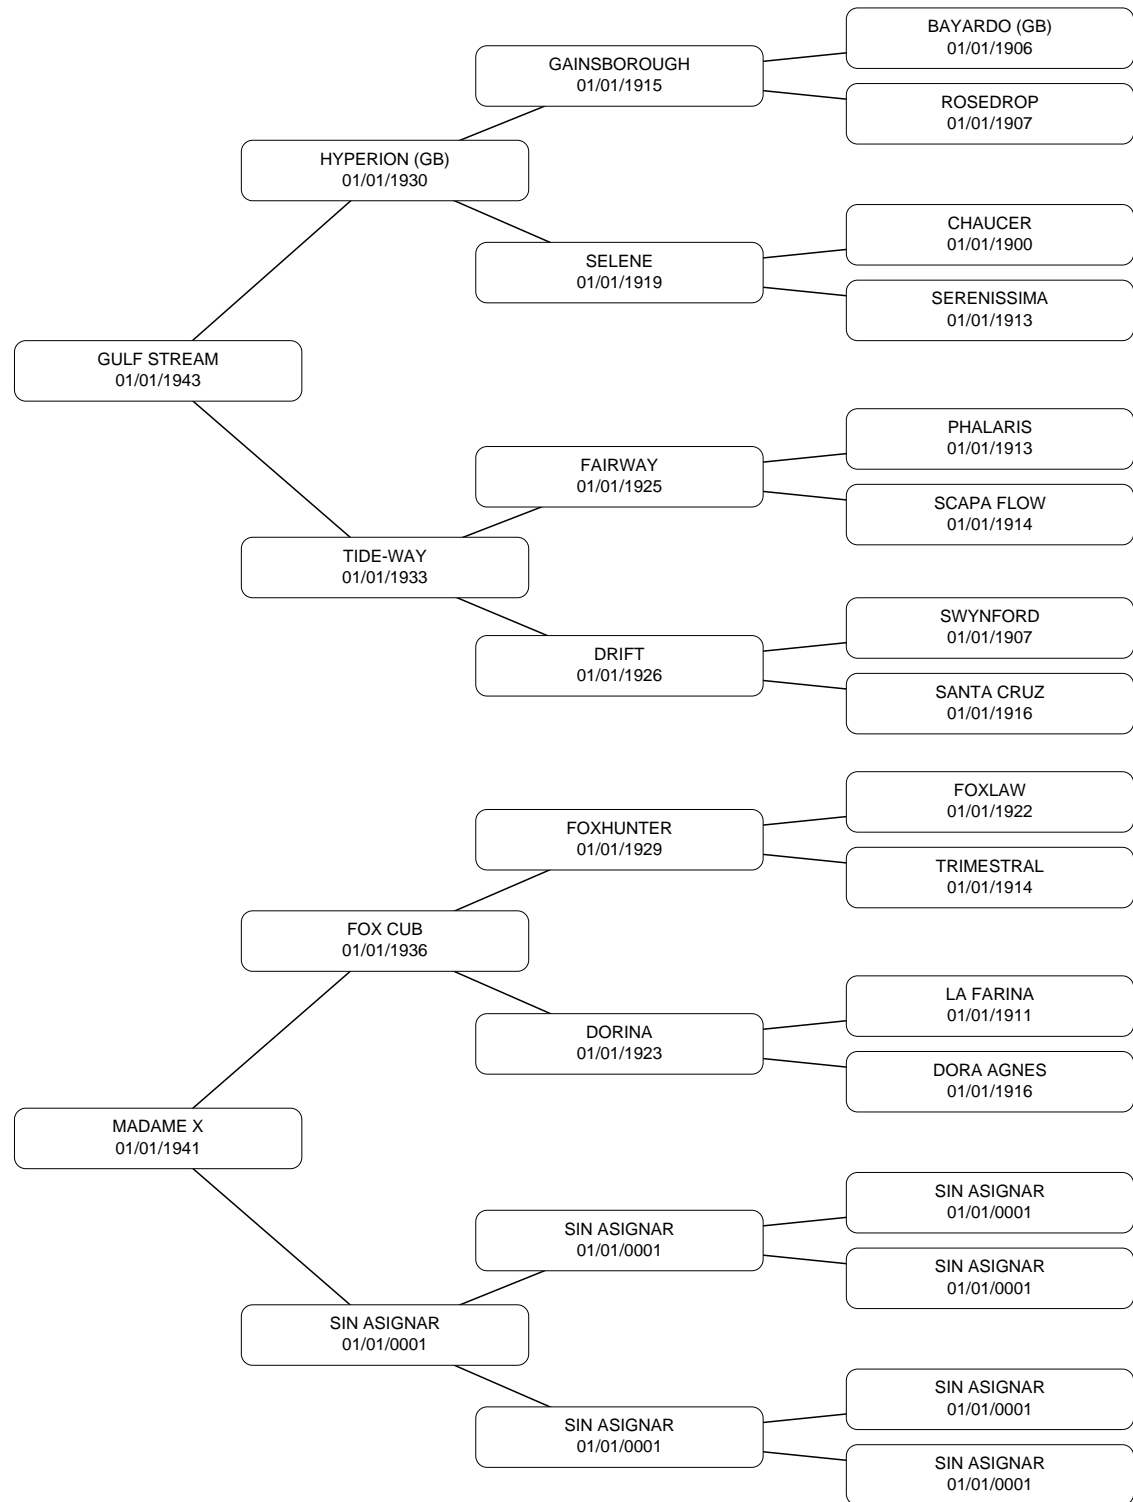 BAYARDO (GB)
01/01/1906
GAINSBOROUGH
01/01/1915
ROSEDROP
01/01/1907
HYPERION (GB)
01/01/1930
CHAUCER
01/01/1900
SELENE
01/01/1919
SERENISSIMA
01/01/1913
GULF STREAM
01/01/1943
PHALARIS
01/01/1913
FAIRWAY
01/01/1925
SCAPA FLOW
01/01/1914
TIDE-WAY
01/01/1933
SWYNFORD
01/01/1907
DRIFT
01/01/1926
SANTA CRUZ
01/01/1916
FOXLAW
01/01/1922
FOXHUNTER
01/01/1929
TRIMESTRAL
01/01/1914
FOX CUB
01/01/1936
LA FARINA
01/01/1911
DORINA
01/01/1923
DORA AGNES
01/01/1916
MADAME X
01/01/1941
SIN ASIGNAR
01/01/0001
SIN ASIGNAR
01/01/0001
SIN ASIGNAR
01/01/0001
SIN ASIGNAR
01/01/0001
SIN ASIGNAR
01/01/0001
SIN ASIGNAR
01/01/0001
SIN ASIGNAR
01/01/0001